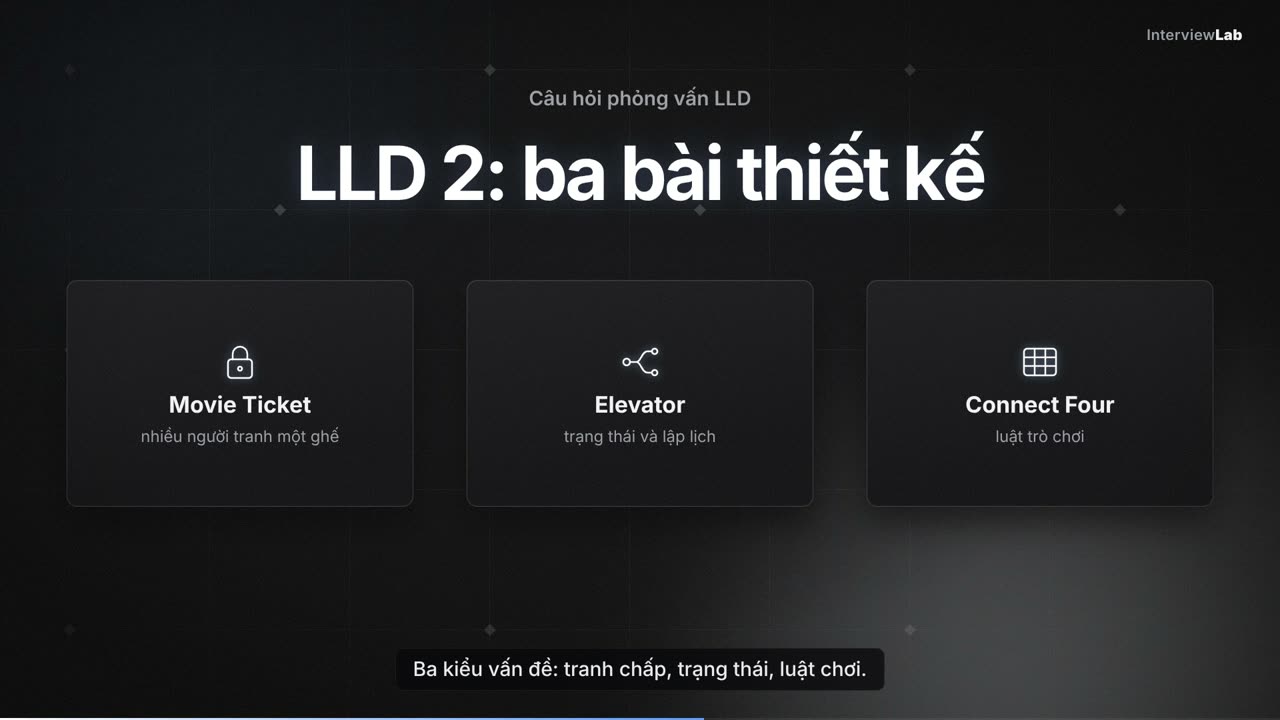 InterviewLab
Câu hỏi phỏng vấn LLD
LLD 2: ba bài thiết kế
Movie Ticket
nhiều người tranh một ghế
Elevator
trạng thái và lập lịch
Connect Four
luật trò chơi
Ba kiểu vấn đề: tranh chấp, trạng thái, luật chơi.